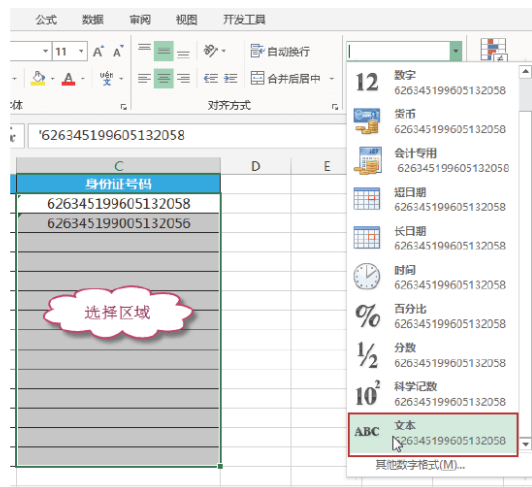 公式 数据 审阅 视图 开发工具
11 A A 自动换行
A wén 合并后居中
体 对齐方式
'626345199605132058
C D E
身份证号码
626345199605132058
626345199005132056
选择区域
12 数字
626345199605132058
货币
626345199605132058
会计专用
626345199605132058
短日期
626345199605132058
长日期
626345199605132058
时间
626345199605132058
% 百分比
626345199605132058
1/2 分数
626345199605132058
10² 科学记数
626345199605132058
ABC 文本
626345199605132058
其他数字格式(M)...